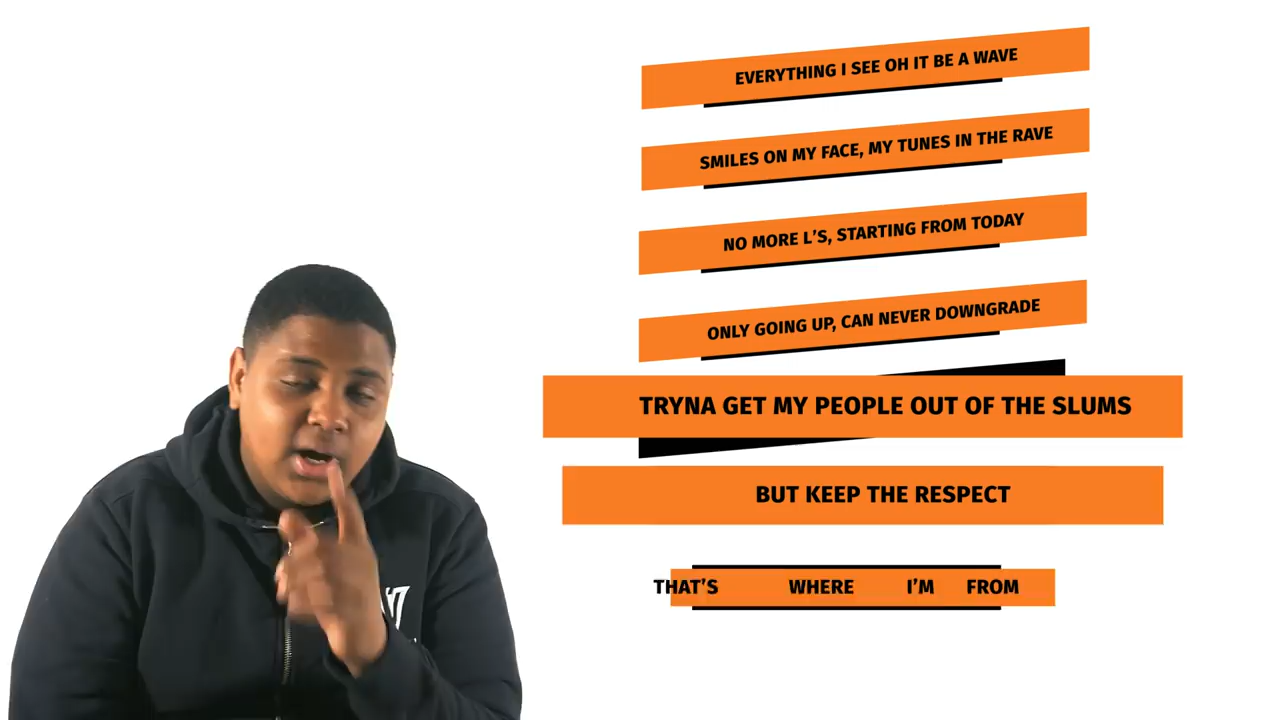 EVERYTHING I SEE OH IT BE A WAVE
SMILES ON MY FACE, MY TUNES IN THE RAVE
NO MORE L'S, STARTING FROM TODAY
ONLY GOING UP, CAN NEVER DOWNGRADE
TRYNA GET MY PEOPLE OUT OF THE SLUMS
BUT KEEP THE RESPECT
THAT'S WHERE I'M FROM